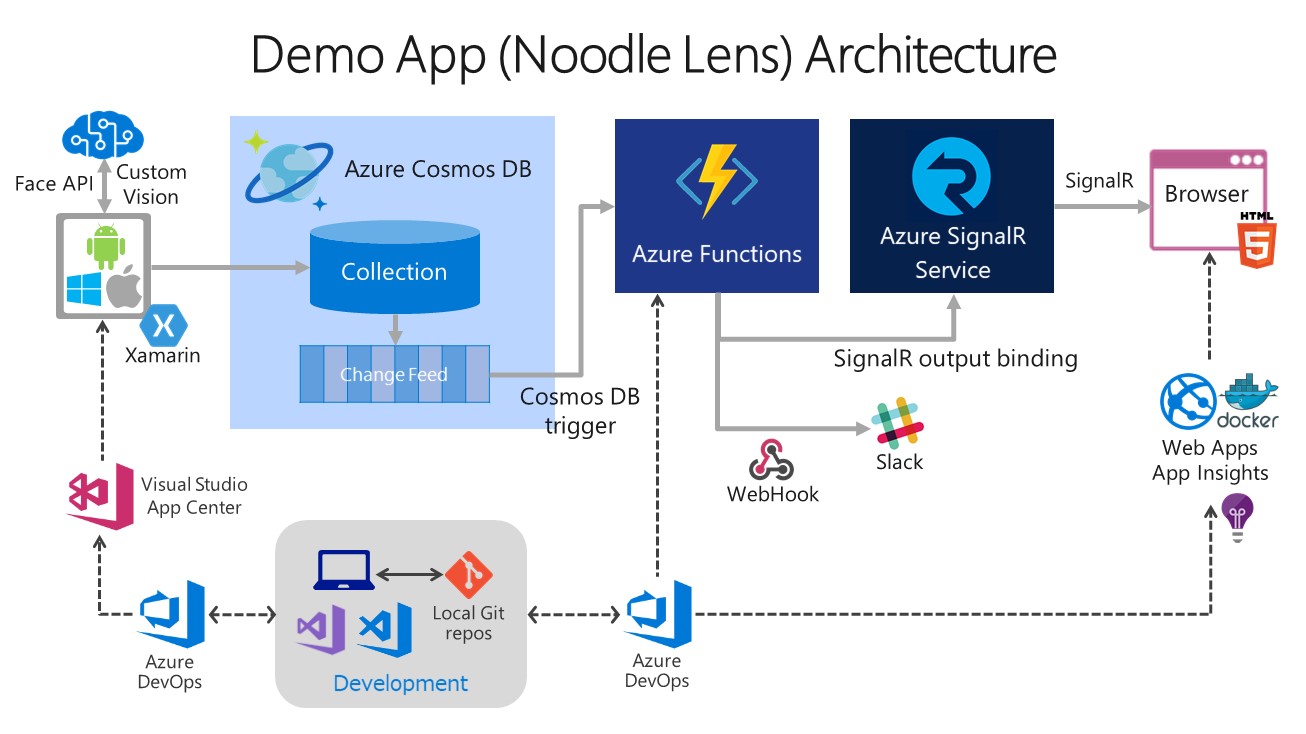 Demo App (Noodle Lens) Architecture
Face API
Custom
Vision
Xamarin
Azure Cosmos DB
Collection
Change Feed
Cosmos DB
trigger
Azure Functions
Azure SignalR
Service
SignalR
Browser
HTML
5
SignalR output binding
Slack
WebHook
docker
Web Apps
App Insights
Visual Studio
App Center
Azure
DevOps
Local Git
repos
Development
Azure
DevOps